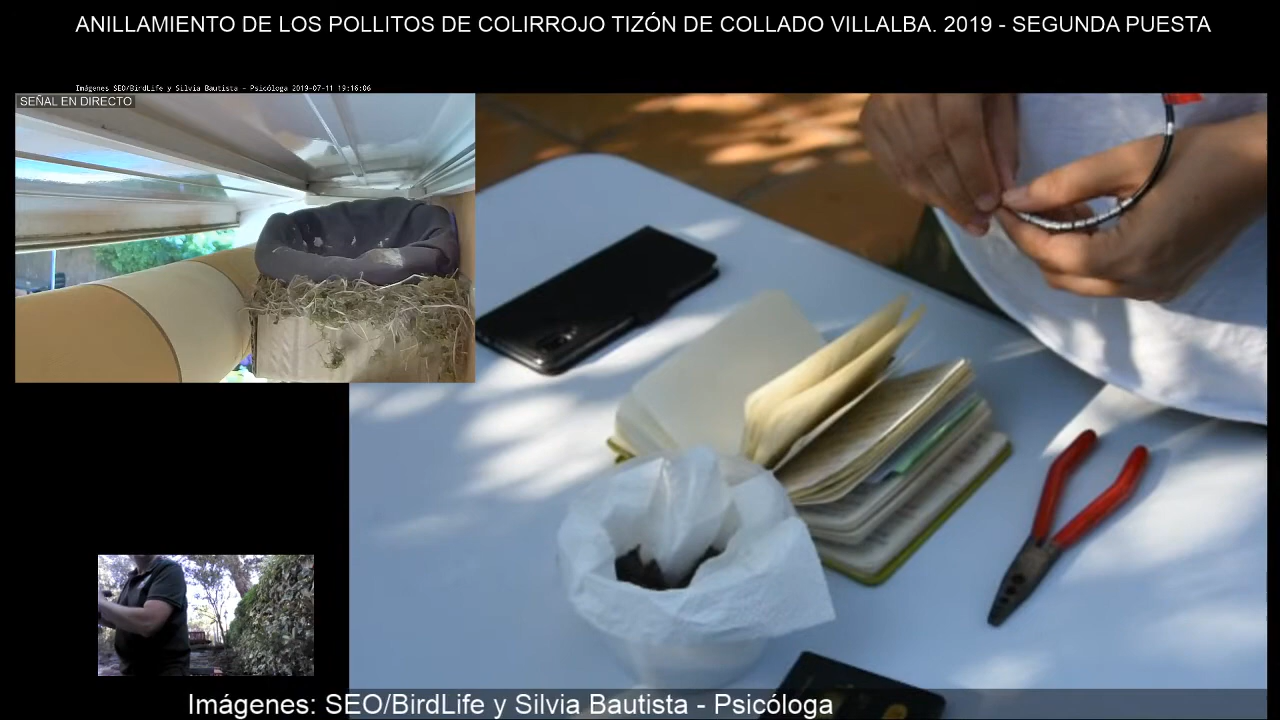 ANILLAMIENTO DE LOS POLLITOS DE COLIRROJO TIZÓN DE COLLADO VILLALBA. 2019 - SEGUNDA PUESTA
Imágenes SEO/BirdLife y Silvia Bautista - Psicóloga 2019-07-11 19:16:06
SEÑAL EN DIRECTO
Imágenes: SEO/BirdLife y Silvia Bautista - Psicóloga